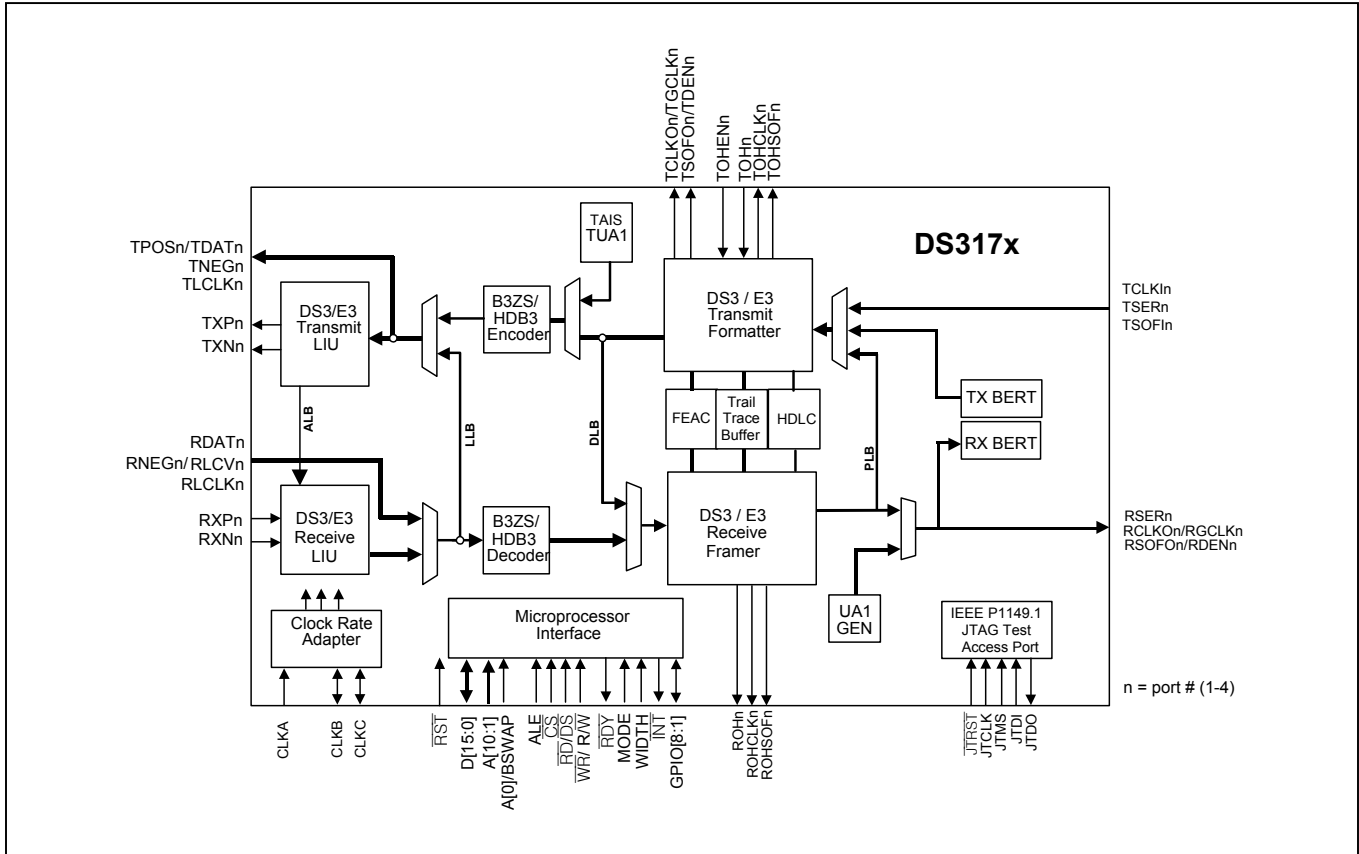 TCLKOn/TGCLKn
TSOFOn/TDENn
TOHENn
TOHn
TOHCLKn
TOHSOFn
DS317x
TPOSn/TDATn
TNEGn
TLCLKn
TXPn
TXNn
DS3/E3
Transmit
LIU
B3ZS/
HDB3
Encoder
TAIS
TUA1
DS3 / E3
Transmit
Formatter
TCLKIn
TSERn
TSOFIn
TX BERT
RX BERT
FEAC
Trail
Trace
Buffer
HDLC
ALB
LLB
DLB
PLB
RDATn
RNEGn/ RLCVn
RLCLKn
RXPn
RXNn
DS3/E3
Receive
LIU
B3ZS/
HDB3
Decoder
DS3 / E3
Receive
Framer
RSERn
RCLKOn/RGCLKn
RSOFOn/RDENn
UA1
GEN
Clock Rate
Adapter
Microprocessor
Interface
IEEE P1149.1
JTAG Test
Access Port
n = port # (1-4)
CLKA
CLKB
CLKC
RST
D[15:0]
A[10:1]
A[0]/BSWAP
ALE
CS
RD/DS
WR/ R/W
RDY
MODE
WIDTH
INT
GPIO[8:1]
ROHn
ROHCLKn
ROHSOFn
JTRST
JTCLK
JTMS
JTDI
JTDO